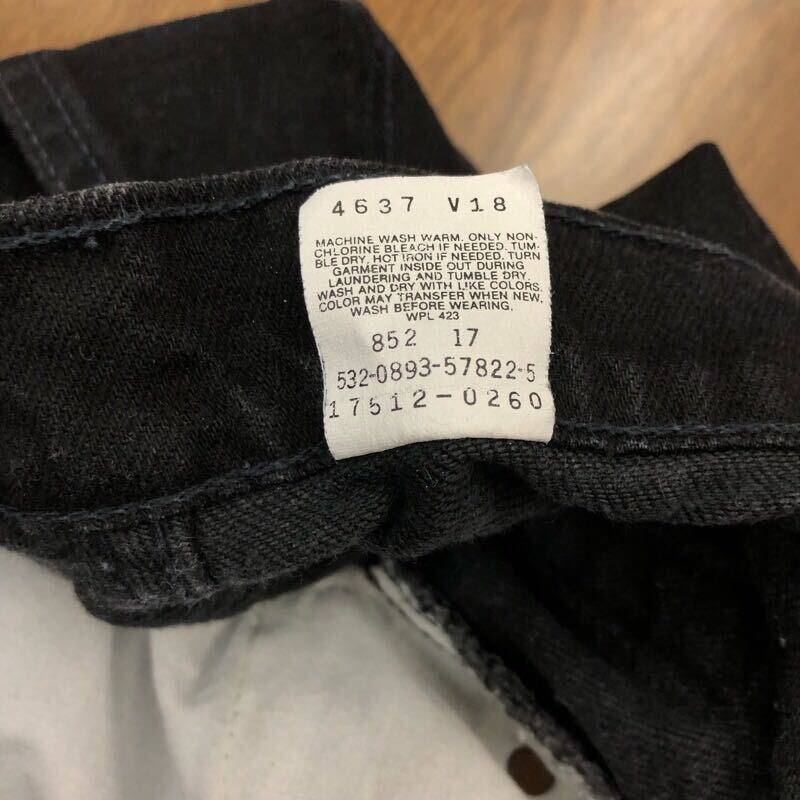 4637 V18
MACHINE WASH WARM. ONLY NON-
CHLORINE BLEACH IF NEEDED. TUM-
BLE DRY. HOT IRON IF NEEDED. TURN
GARMENT INSIDE OUT DURING
LAUNDERING AND TUMBLE DRY.
WASH AND DRY WITH LIKE COLORS.
COLOR MAY TRANSFER WHEN NEW.
WASH BEFORE WEARING.
WPL 423
852 17
532-0893-57822-5
17512-0260